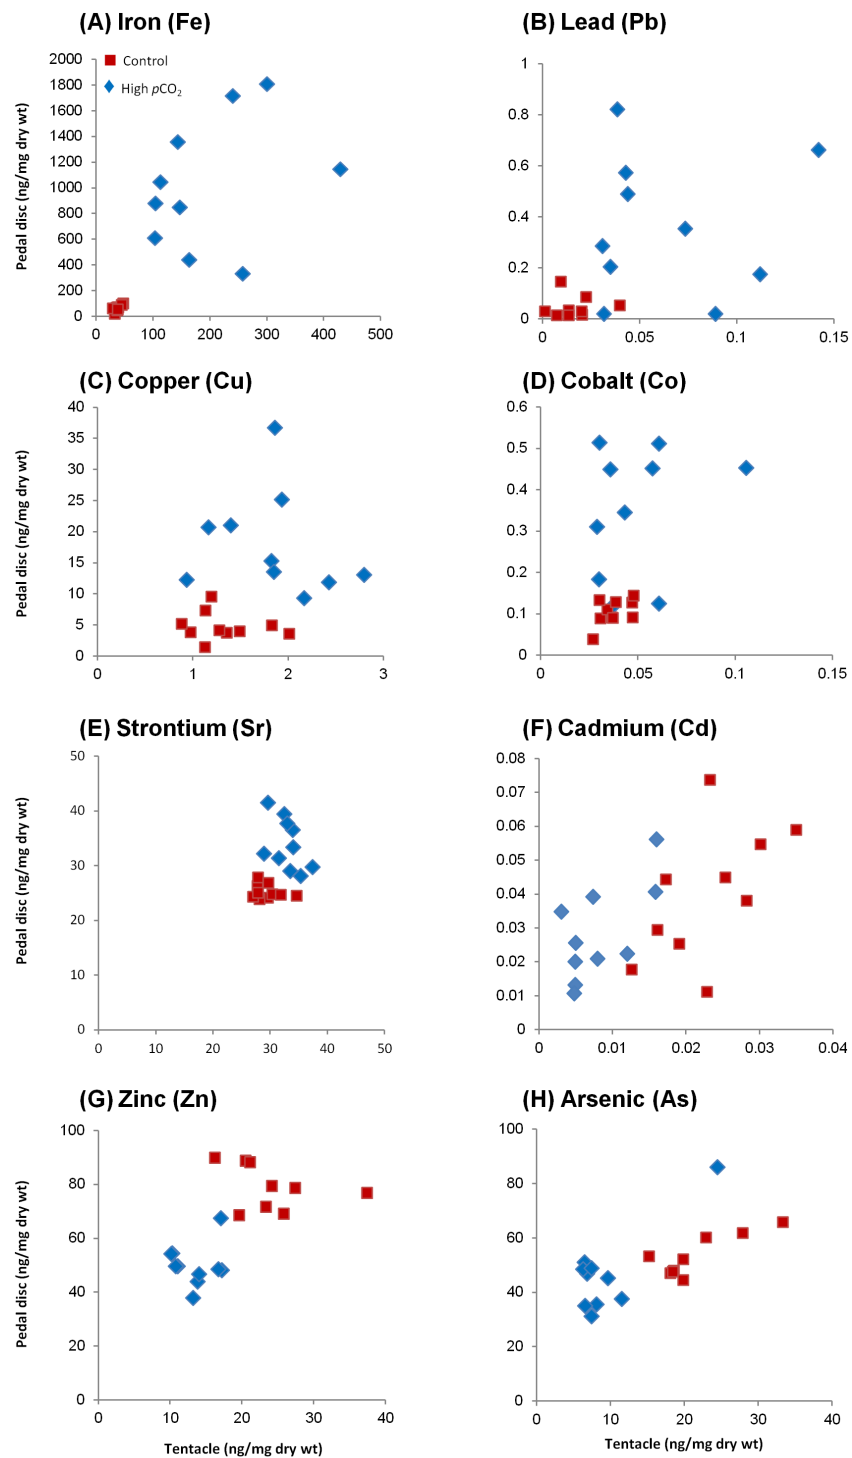 (A) Iron (Fe)
Control
High pCO2
Pedal disc (ng/mg dry wt)
2000
1800
1600
1400
1200
1000
800
600
400
200
0
0 100 200 300 400 500
(B) Lead (Pb)
1
0.8
0.6
0.4
0.2
0
0 0.05 0.1 0.15
(C) Copper (Cu)
Pedal disc (ng/mg dry wt)
40
35
30
25
20
15
10
5
0
0 1 2 3
(D) Cobalt (Co)
0.6
0.5
0.4
0.3
0.2
0.1
0
0 0.05 0.1 0.15
(E) Strontium (Sr)
Pedal disc (ng/mg dry wt)
50
40
30
20
10
0
0 10 20 30 40 50
(F) Cadmium (Cd)
0.08
0.07
0.06
0.05
0.04
0.03
0.02
0.01
0
0 0.01 0.02 0.03 0.04
(G) Zinc (Zn)
Pedal disc (ng/mg dry wt)
100
80
60
40
20
0
0 10 20 30 40
Tentacle (ng/mg dry wt)
(H) Arsenic (As)
100
80
60
40
20
0
0 10 20 30 40
Tentacle (ng/mg dry wt)